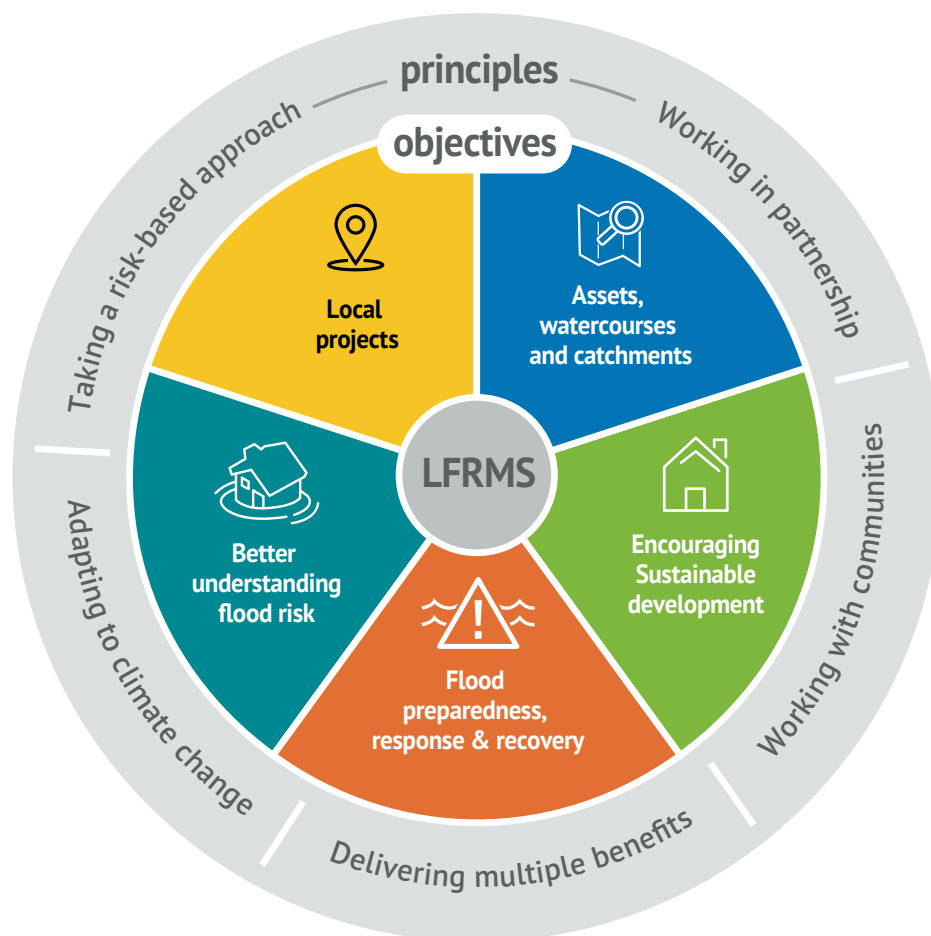 principles
objectives
Taking a risk-based approach
Working in partnership
Local
projects
Assets,
watercourses
and catchments
LFRMS
Better
understanding
flood risk
Encouraging
Sustainable
development
Flood
preparedness,
response & recovery
Adapting to climate change
Working with communities
Delivering multiple benefits